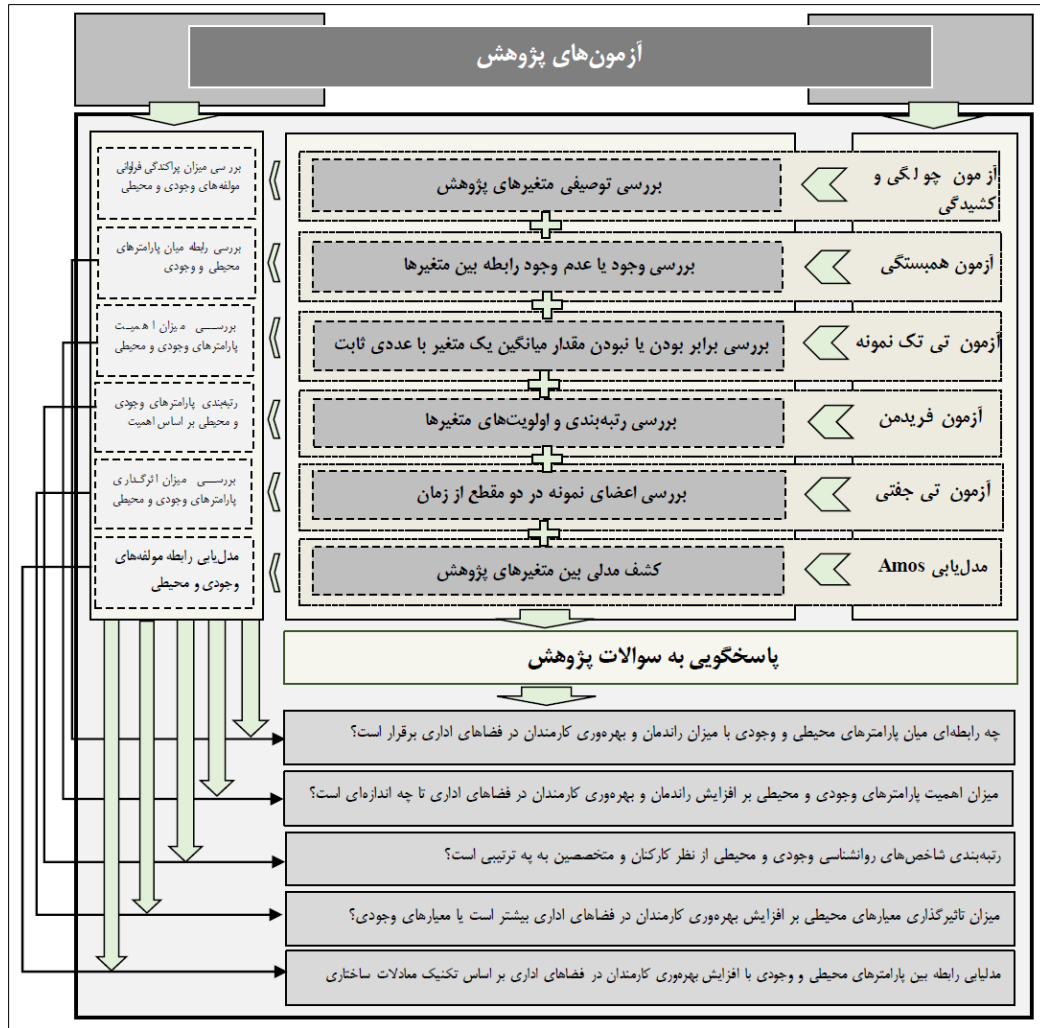 آزمون‌های پژوهش
آز مون چو لگی و
کشیدگی
بررسی توصیفی متغیرهای پژوهش
بررسی میزان پراکندگی فراوانی
مولفه‌های وجودی و محیطی
آزمون همبستگی
بررسی وجود یا عدم وجود رابطه بین متغیرها
بررسی رابطه میان پارامترهای
محیطی و وجودی
آزمون تی تک نمونه
بررسی برابر بودن یا نبودن مقدار میانگین یک متغیر با عددی ثابت
بررســی میزان اهمیت
پارامترهای وجودی و محیطی
آزمون فریدمن
بررسی رتبه‌بندی و اولویت‌های متغیرها
رتبه‌بندی پارامترهای وجودی
و محیطی بر اساس اهمیت
آزمون تی جفتی
بررسی اعضای نمونه در دو مقطع از زمان
بررســی میزان اثرگذاری
پارامترهای وجودی و محیطی
مدل‌یابی Amos
کشف مدلی بین متغیرهای پژوهش
مدل‌یابی رابطه مولفه‌های
وجودی و محیطی
پاسخگویی به سوالات پژوهش
چه رابطه‌ای میان پارامترهای محیطی و وجودی با میزان راندمان و بهره‌وری کارمندان در فضاهای اداری برقرار است؟
میزان اهمیت پارامترهای وجودی و محیطی بر افزایش راندمان و بهره‌وری کارمندان در فضاهای اداری تا چه اندازه‌ای است؟
رتبه‌بندی شاخص‌های روانشناسی وجودی و محیطی از نظر کارکنان و متخصصین به په ترتیبی است؟
میزان تاثیرگذاری معیارهای محیطی بر افزایش بهره‌وری کارمندان در فضاهای اداری بیشتر است یا معیارهای وجودی؟
مدلیابی رابطه بین پارامترهای محیطی و وجودی با افزایش بهره‌وری کارمندان در فضاهای اداری بر اساس تکنیک معادلات ساختاری